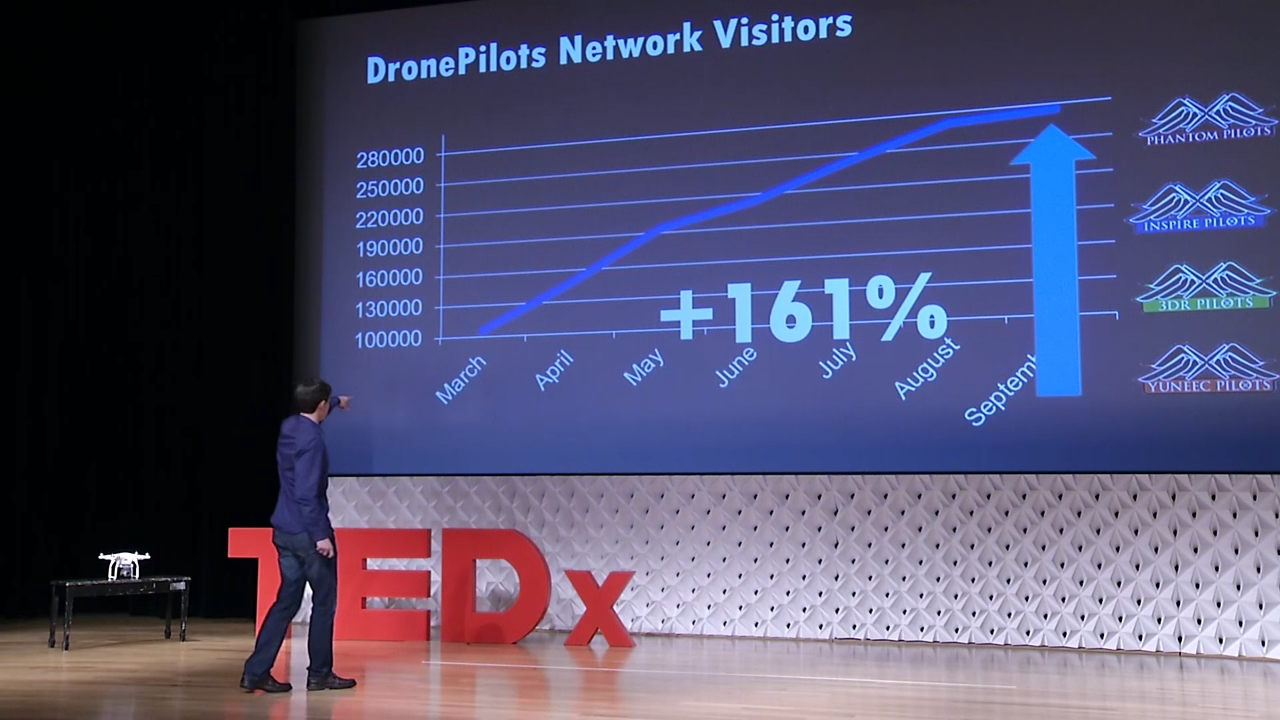 DronePilots Network Visitors
280000
250000
220000
190000
160000
130000
100000
+161%
March
April
May
June
July
August
Septem
PHANTOM PILOTS
INSPIRE PILOTS
3DR PILOTS
YUNEEC PILOTS
TEDx